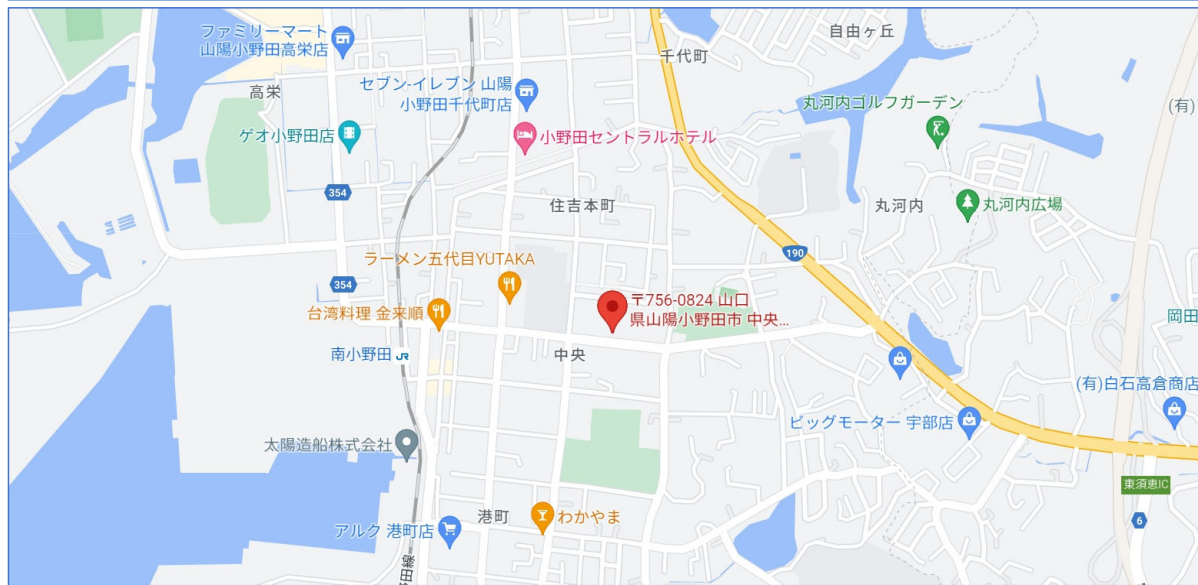 ファミリーマート
山陽小野田高栄店
自由ヶ丘
千代町
高栄
セブン-イレブン 山陽
小野田千代町店
丸河内ゴルフガーデン
(有)
ゲオ小野田店
小野田セントラルホテル
354
住吉本町
丸河内
丸河内広場
190
ラーメン五代目YUTAKA
354
台湾料理 金来順
〒756-0824 山口
県山陽小野田市 中央...
岡田
南小野田
JR
中央
(有)白石高倉商店
ビッグモーター 宇部店
太陽造船株式会社
東須恵IC
港町
わかやま
6
アルク 港町店
野田線